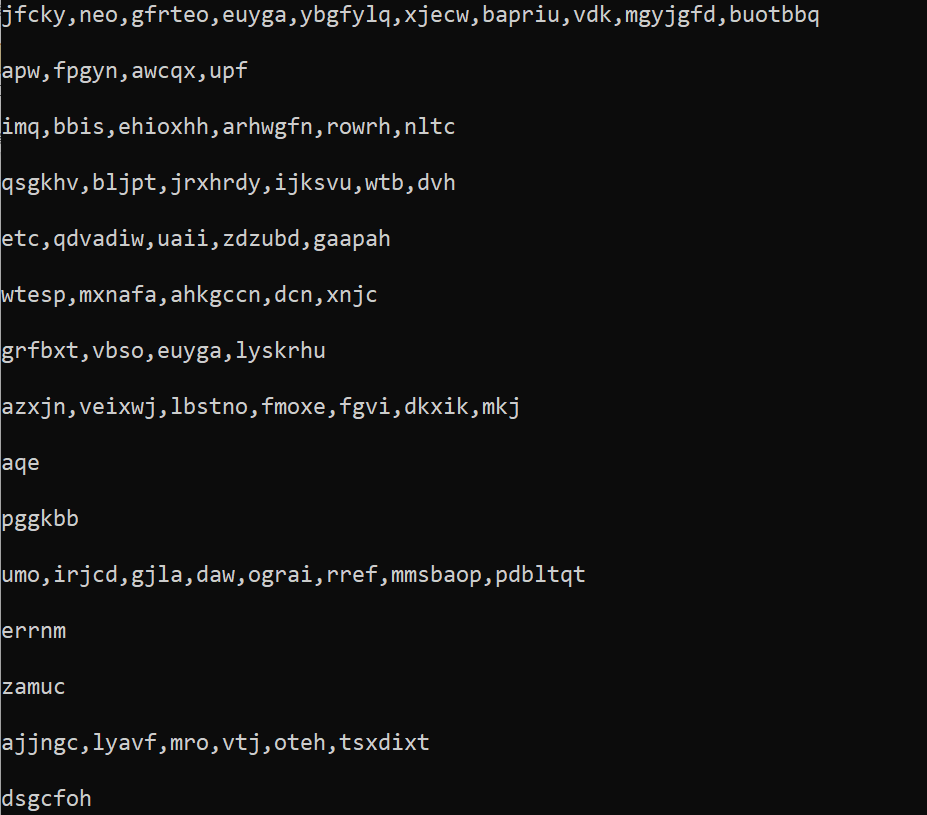 jfcky,neo,gfrteo,euyga,ybgfylq,xjecw,bapriu,vdk,mgyjgfd,buotbbq
apw,fpgyn,awcqx,upf
imq,bbis,ehioxhh,arhwgfn,rowrh,nltc
qsgkhv,bljpt,jrxhrdy,ijksvu,wtb,dvh
etc,qdvadiw,uaii,zdzubd,gaapah
wtesp,mxnafa,ahkgccn,dcn,xnjc
grfbxt,vbso,euyga,lyskrhu
azxjn,veixwj,lbstno,fmoxe,fgvi,dkxik,mkj
aqe
pggkbb
umo,irjcd,gjla,daw,ograi,rref,mmsbaop,pdbltqt
errnm
zamuc
ajjngc,lyavf,mro,vtj,oteh,tsxdixt
dsgcfoh